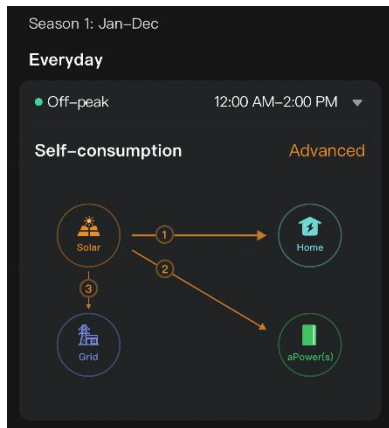 Season 1: Jan–Dec
Everyday
Off-peak 12:00 AM–2:00 PM
Self-consumption Advanced
Solar 1 Home
2
3
Grid aPower(s)